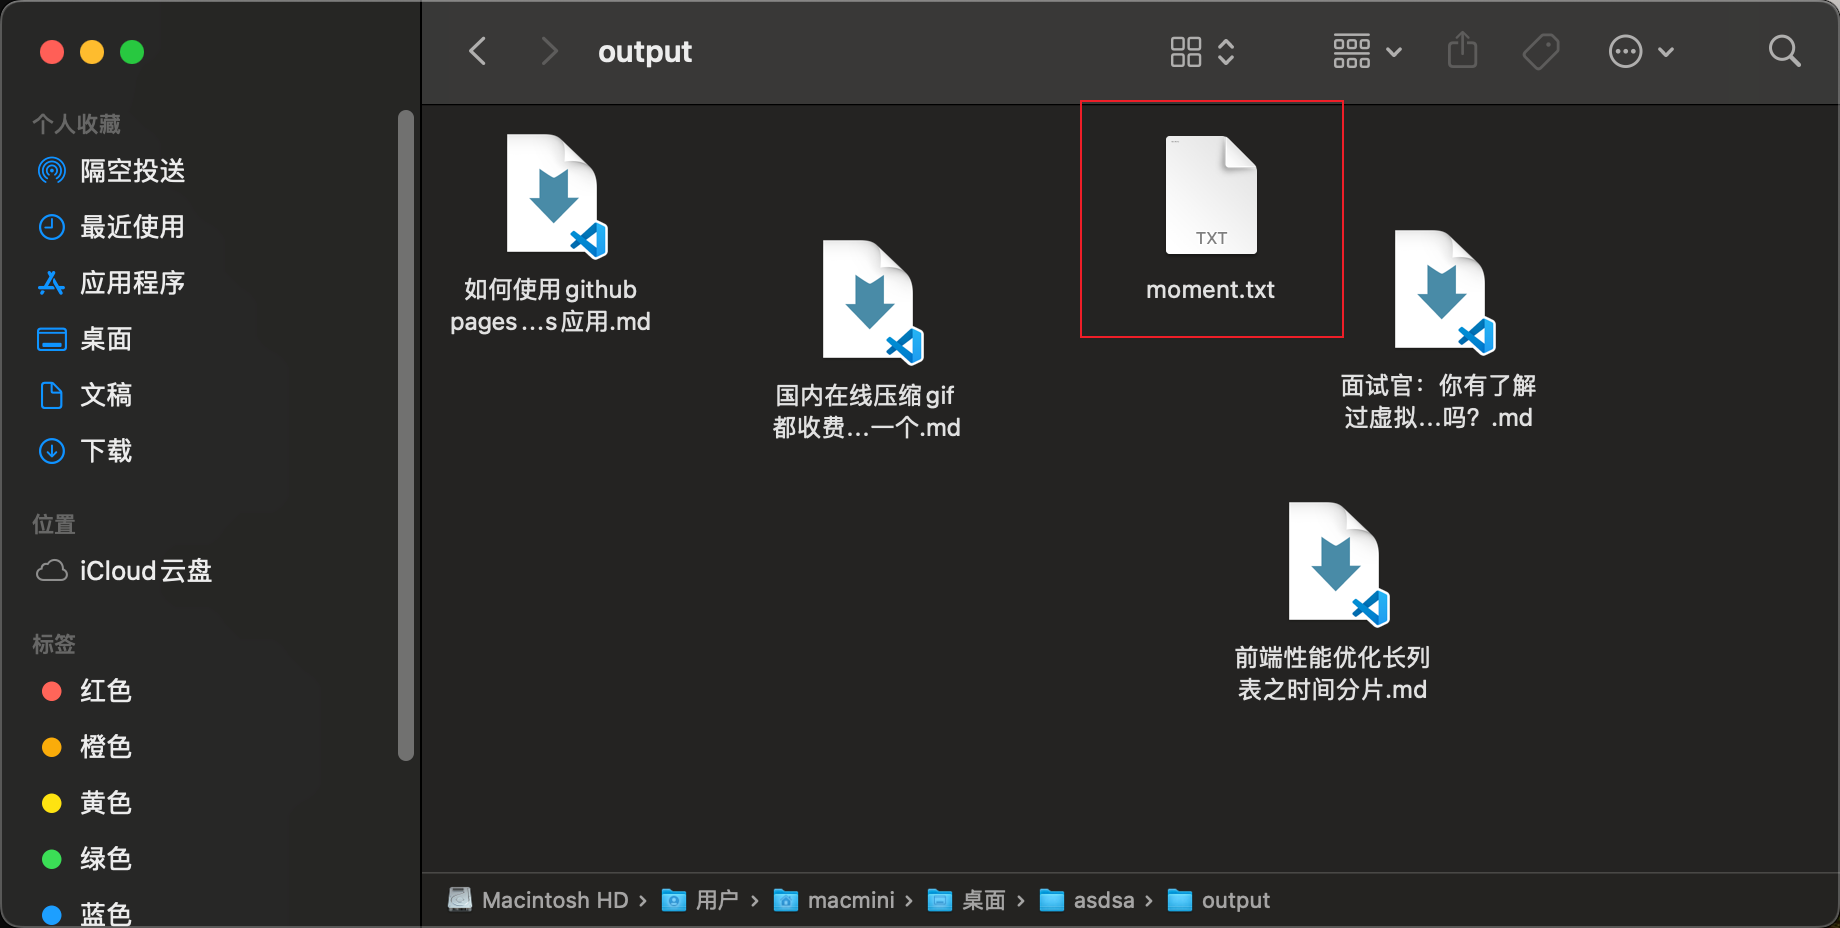 output
个人收藏
隔空投送
最近使用
应用程序
桌面
文稿
下载
位置
iCloud云盘
标签
红色
橙色
黄色
绿色
蓝色
如何使用github
pages...s应用.md
国内在线压缩gif
都收费...一个.md
TXT
moment.txt
面试官：你有了解
过虚拟...吗？.md
前端性能优化长列
表之时间分片.md
Macintosh HD › 用户 › macmini › 桌面 › asdsa › output